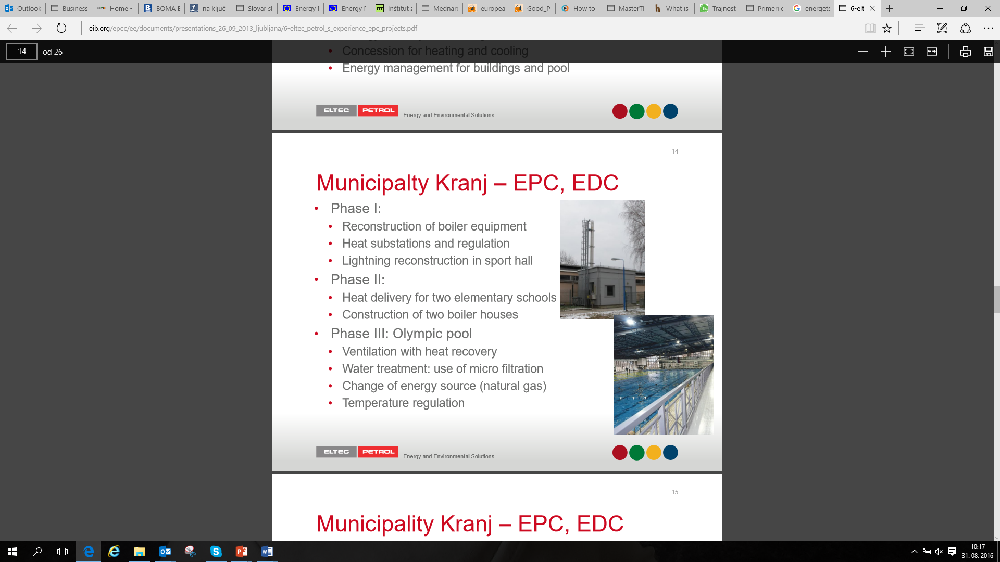 Outlook
Business
CPO Home -
BOMA E
na ključ
Slovar sl
Energy P
Energy P
PPP Inštitut z
Mednaro
europea
Good_P
How to
MasterTh
What is
TE Trajnost
Primeri o
energets
6-elt
eib.org/epec/ee/documents/presentations_26_09_2013_ljubljana/6-eltec_petrol_s_experience_epc_projects.pdf
14 od 26
• Concession for heating and cooling
• Energy management for buildings and pool
ELTEC PETROL Energy and Environmental Solutions
14
Municipalty Kranj – EPC, EDC
• Phase I:
• Reconstruction of boiler equipment
• Heat substations and regulation
• Lightning reconstruction in sport hall
• Phase II:
• Heat delivery for two elementary schools
• Construction of two boiler houses
• Phase III: Olympic pool
• Ventilation with heat recovery
• Water treatment: use of micro filtration
• Change of energy source (natural gas)
• Temperature regulation
ELTEC PETROL Energy and Environmental Solutions
15
Municipality Kranj – EPC, EDC
10:17
31. 08. 2016